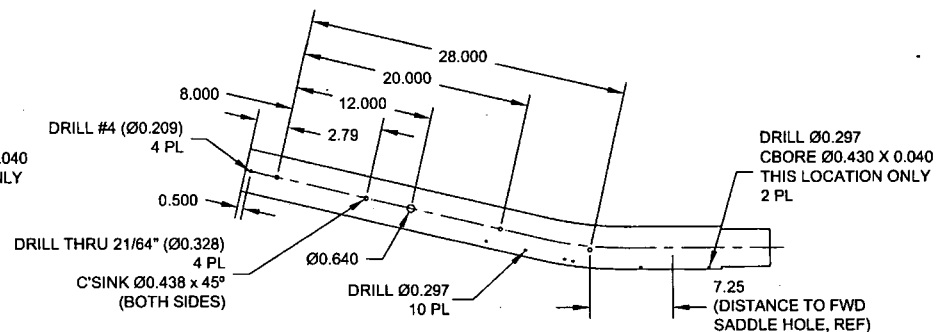 28.000
20.000
8.000
12.000
2.79
DRILL #4 (Ø0.209)
4 PL
.040
NLY
0.500
DRILL THRU 21/64" (Ø0.328)
4 PL
C'SINK Ø0.438 x 45º
(BOTH SIDES)
Ø0.640
DRILL Ø0.297
10 PL
DRILL Ø0.297
CBORE Ø0.430 X 0.040
THIS LOCATION ONLY
2 PL
7.25
(DISTANCE TO FWD
SADDLE HOLE, REF)